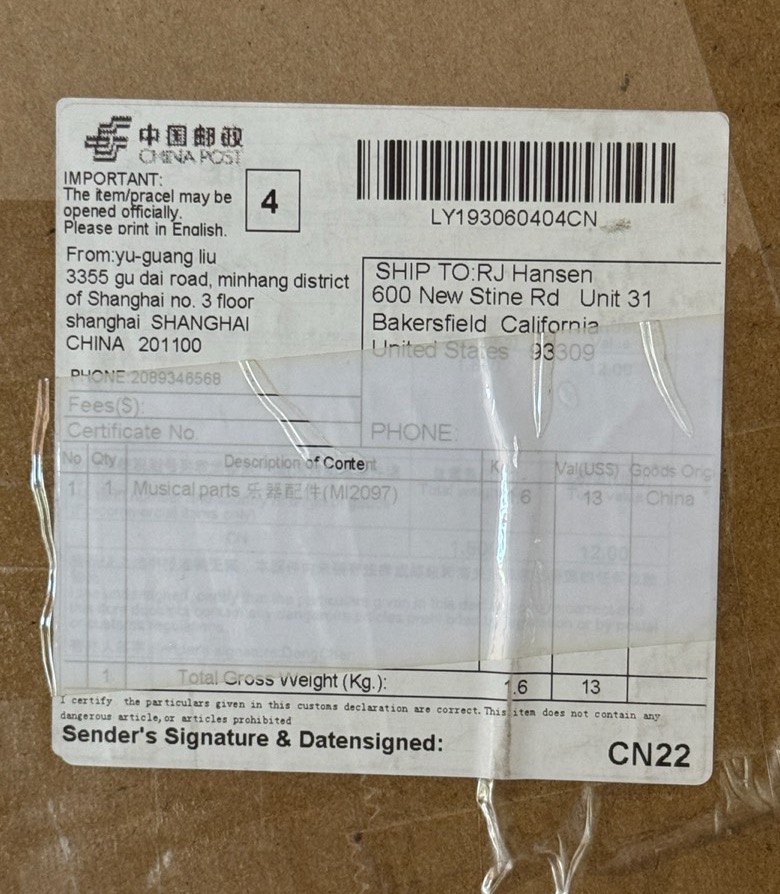 中国邮政
CHINA POST
IMPORTANT:
The item/pracel may be
opened officially.
Please print in English.
4
LY193060404CN
From:yu-guang liu
3355 gu dai road, minhang district
of Shanghai no. 3 floor
shanghai SHANGHAI
CHINA 201100
PHONE:2089346568
SHIP TO:RJ Hansen
600 New Stine Rd Unit 31
Bakersfield California
United States 93309
PHONE:
Fees($):
Certificate No.
No Qty Description of Content Val(US$) Goods Orig
1 1 Musical parts 乐器配件(MI2097) 13 China
1 Total Gross Weight (Kg.): 1.6 13
I certify the particulars given in this customs declaration are correct. This item does not contain any
dangerous article, or articles prohibited
Sender's Signature & Datensigned:
CN22